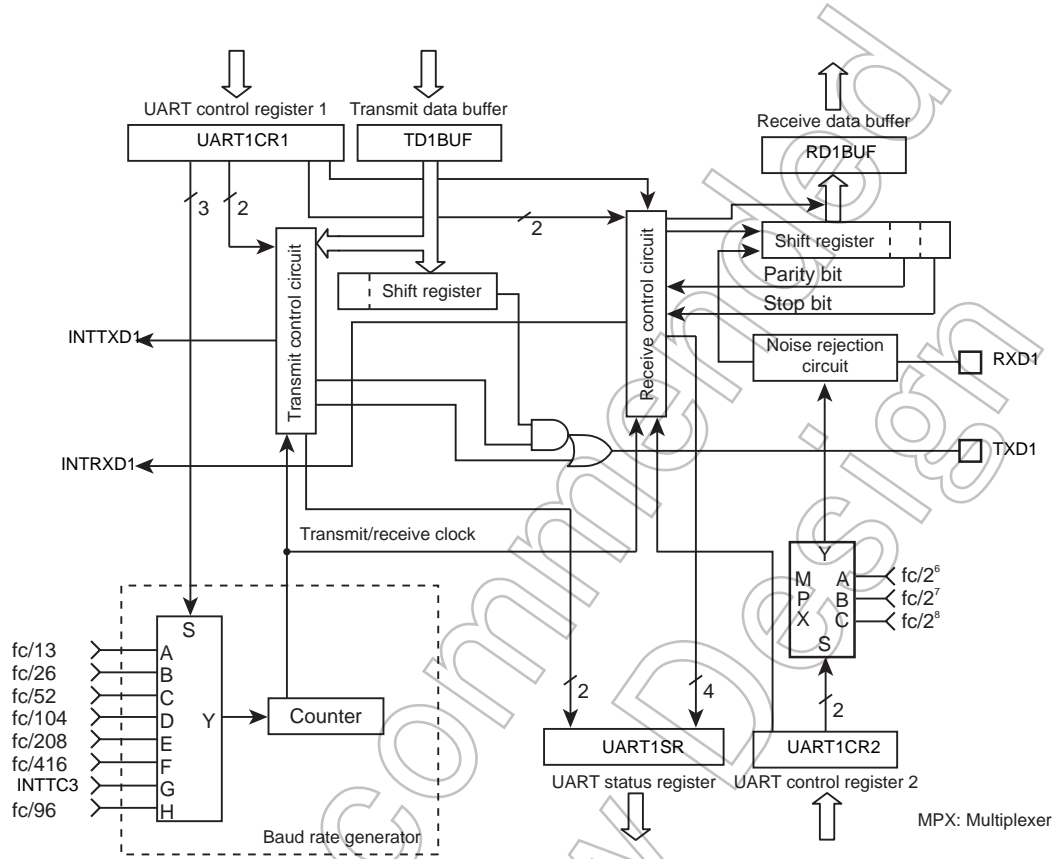 UART control register 1
Transmit data buffer
Receive data buffer
UART1CR1
TD1BUF
RD1BUF
3
2
2
Transmit control circuit
Shift register
Receive control circuit
Shift register
Parity bit
Stop bit
INTTXD1
Noise rejection
circuit
RXD1
INTRXD1
TXD1
Transmit/receive clock
Y
M
P
X
A
B
C
S
fc/2⁶
fc/2⁷
fc/2⁸
S
fc/13
A
fc/26
B
fc/52
C
fc/104
D
Y
Counter
fc/208
E
fc/416
F
INTTC3
G
fc/96
H
Baud rate generator
2
4
2
UART1SR
UART1CR2
UART status register
UART control register 2
MPX: Multiplexer
commended
w Design